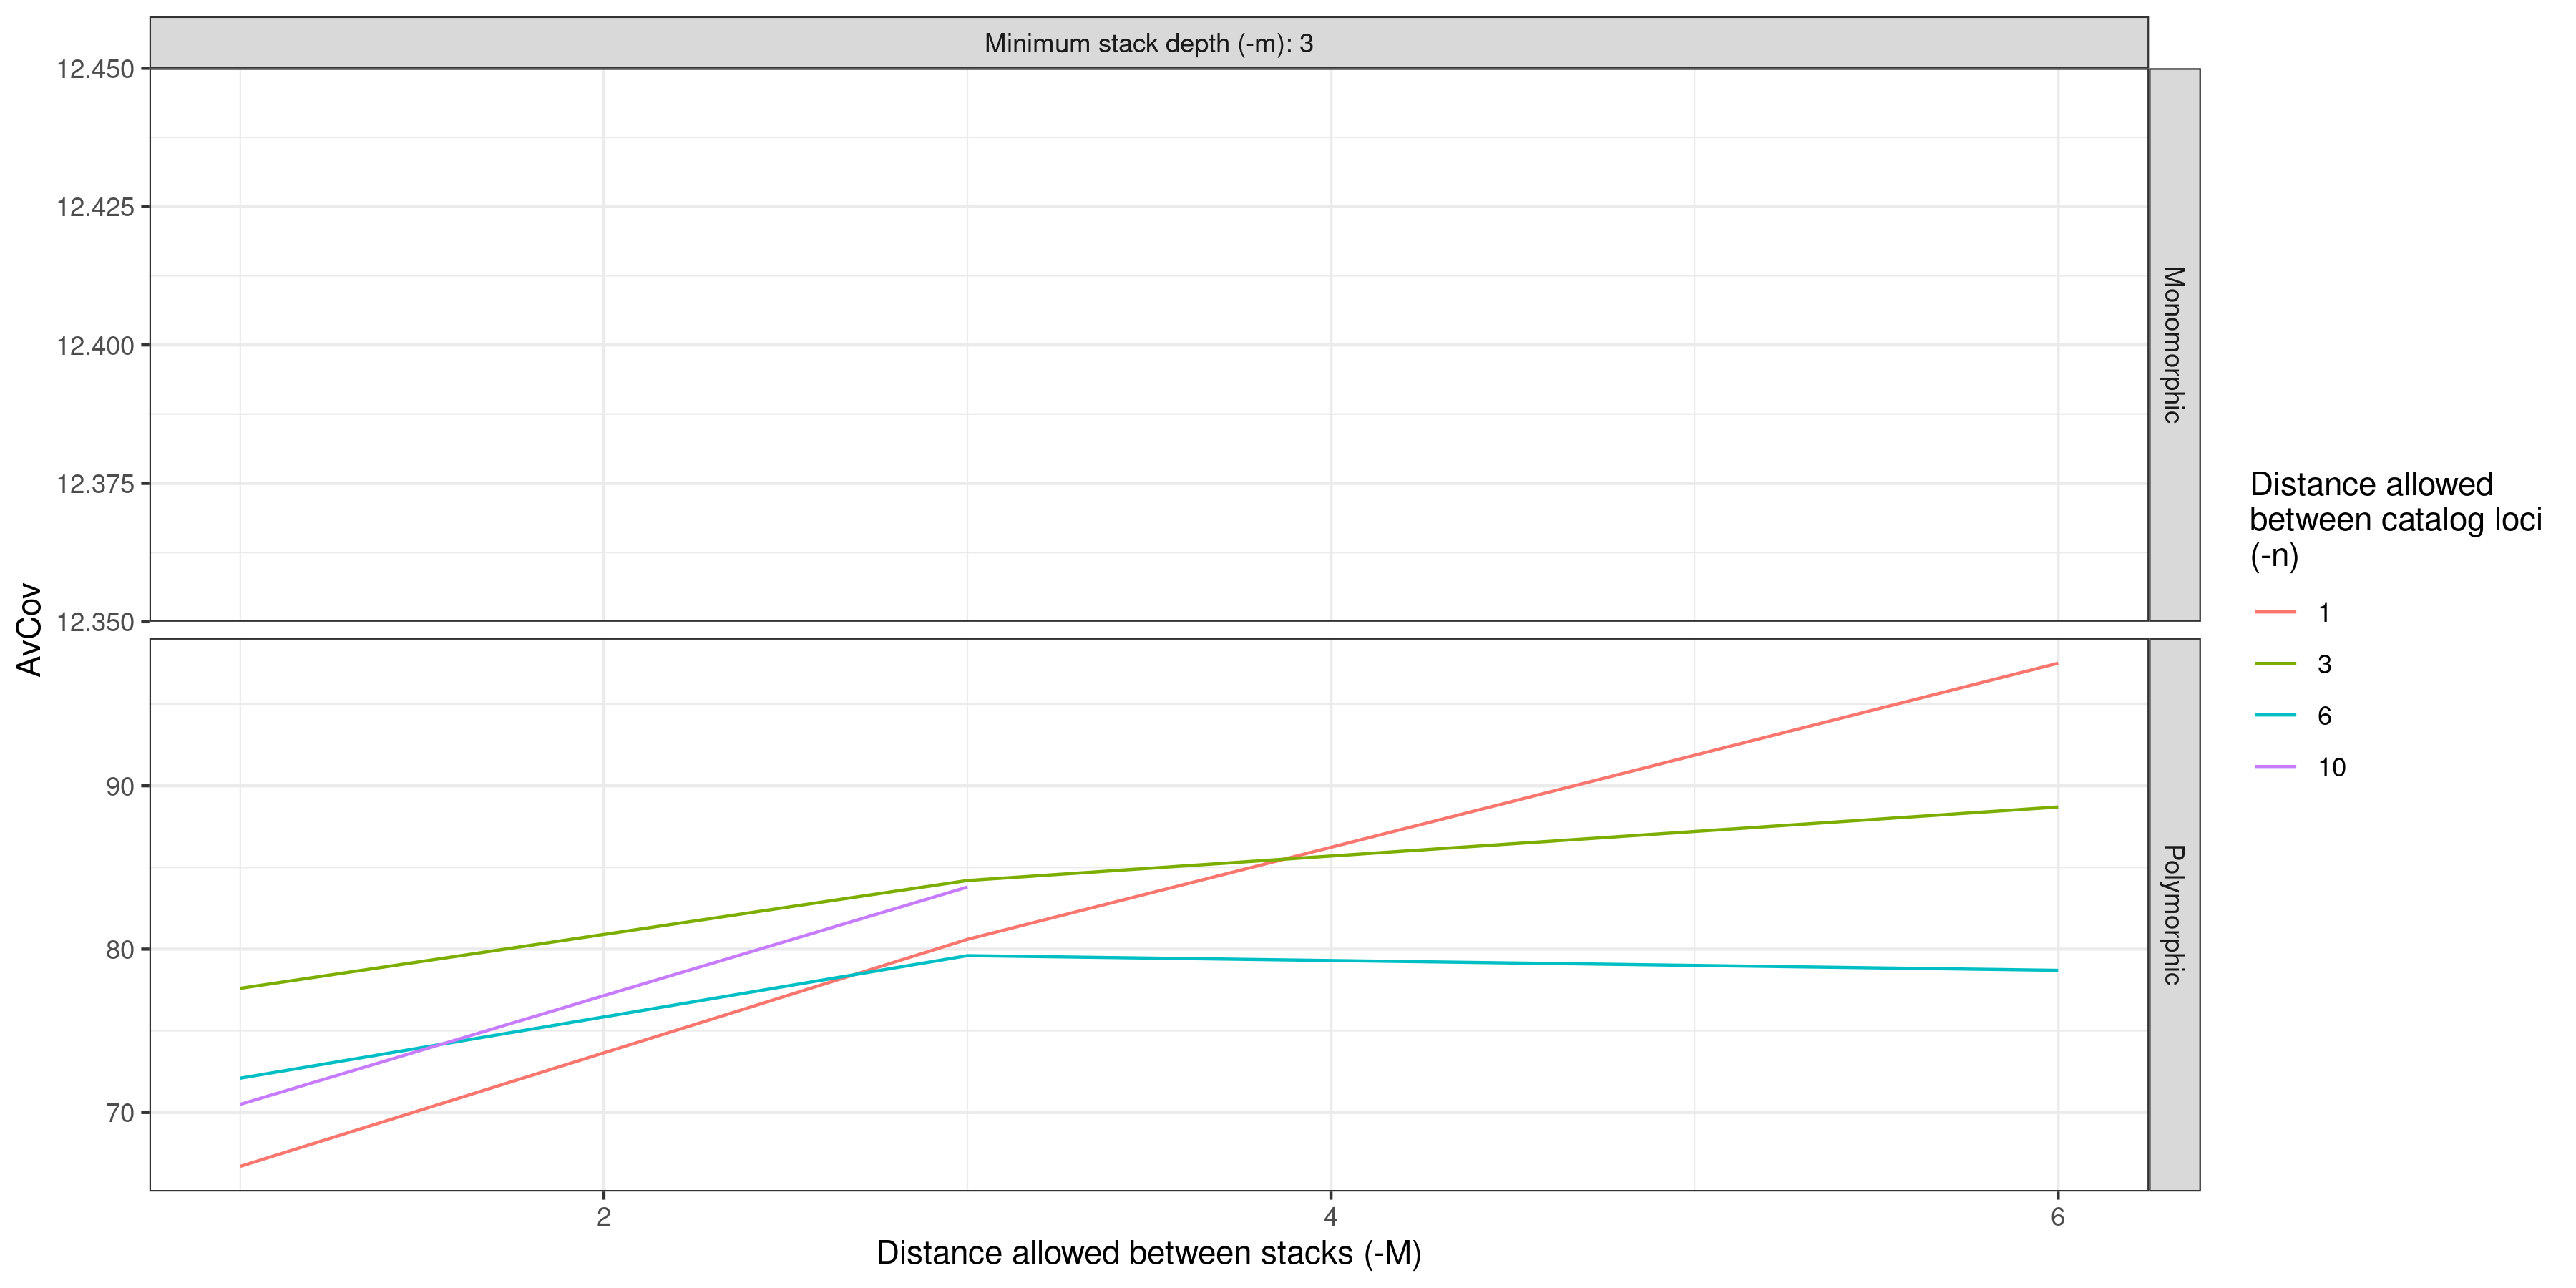 Minimum stack depth (-m): 3
12.450
12.425
12.400
12.375
12.350
Monomorphic
AvCov
90
80
70
Polymorphic
2
4
6
Distance allowed between stacks (-M)
Distance allowed
between catalog loci
(-n)
1
3
6
10